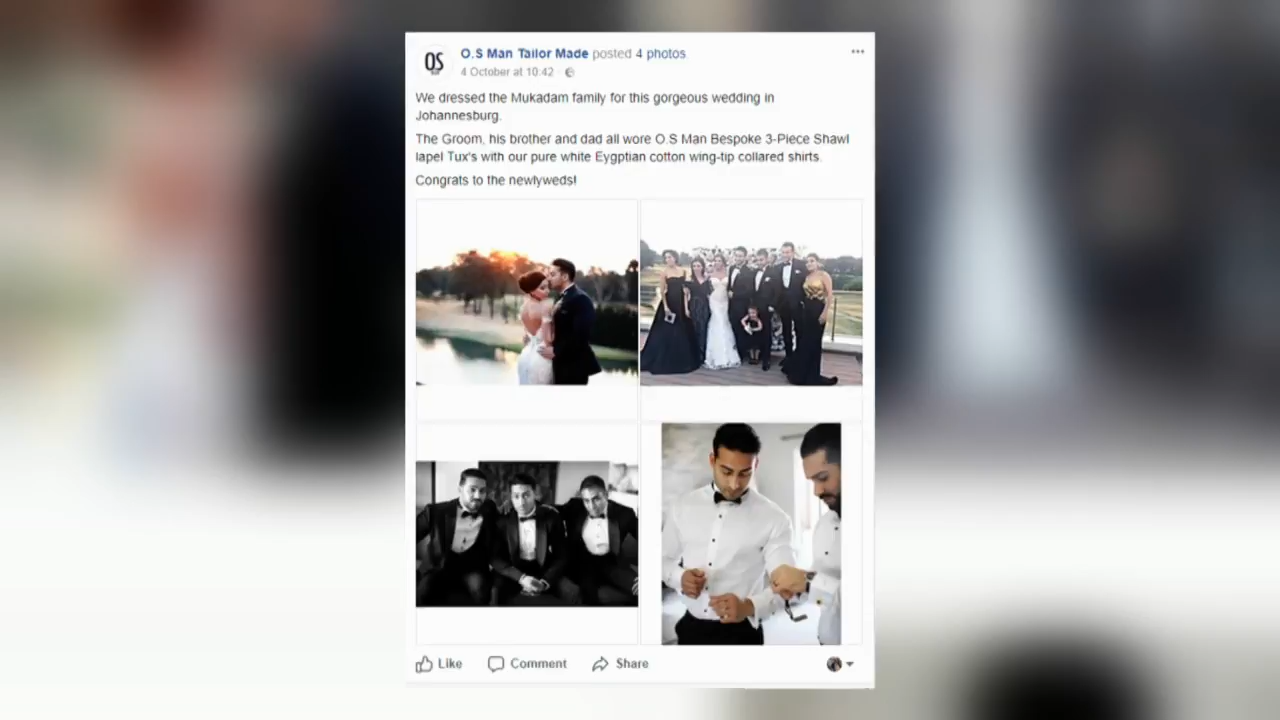 OS
O.S Man Tailor Made posted 4 photos
4 October at 10:42
We dressed the Mukadam family for this gorgeous wedding in
Johannesburg.
The Groom, his brother and dad all wore O.S Man Bespoke 3-Piece Shawl
lapel Tux's with our pure white Eygptian cotton wing-tip collared shirts.
Congrats to the newlyweds!
Like Comment Share